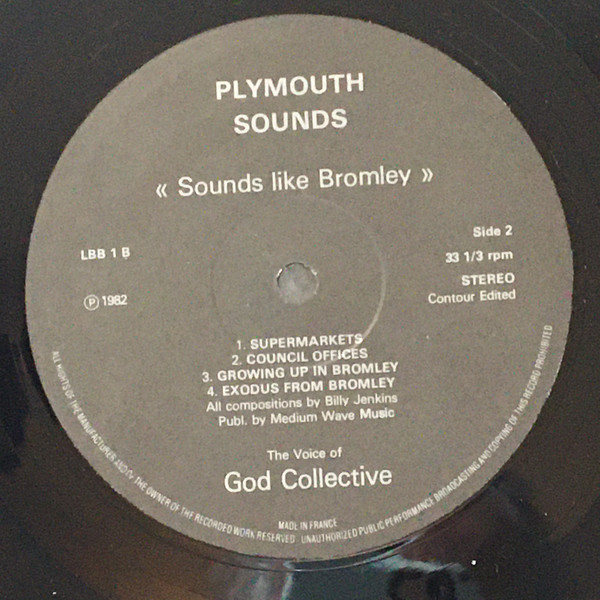 PLYMOUTH
SOUNDS
« Sounds like Bromley »
LBB 1 B
Ⓟ 1982
Side 2
33 1/3 rpm
STEREO
Contour Edited
1. SUPERMARKETS
2. COUNCIL OFFICES
3. GROWING UP IN BROMLEY
4. EXODUS FROM BROMLEY
All compositions by Billy Jenkins
Publ. by Medium Wave Music
The Voice of
God Collective
MADE IN FRANCE
ALL RIGHTS OF THE MANUFACTURER AND OF THE OWNER OF THE RECORDED WORK RESERVED. UNAUTHORIZED PUBLIC PERFORMANCE BROADCASTING AND COPYING OF THIS RECORD PROHIBITED